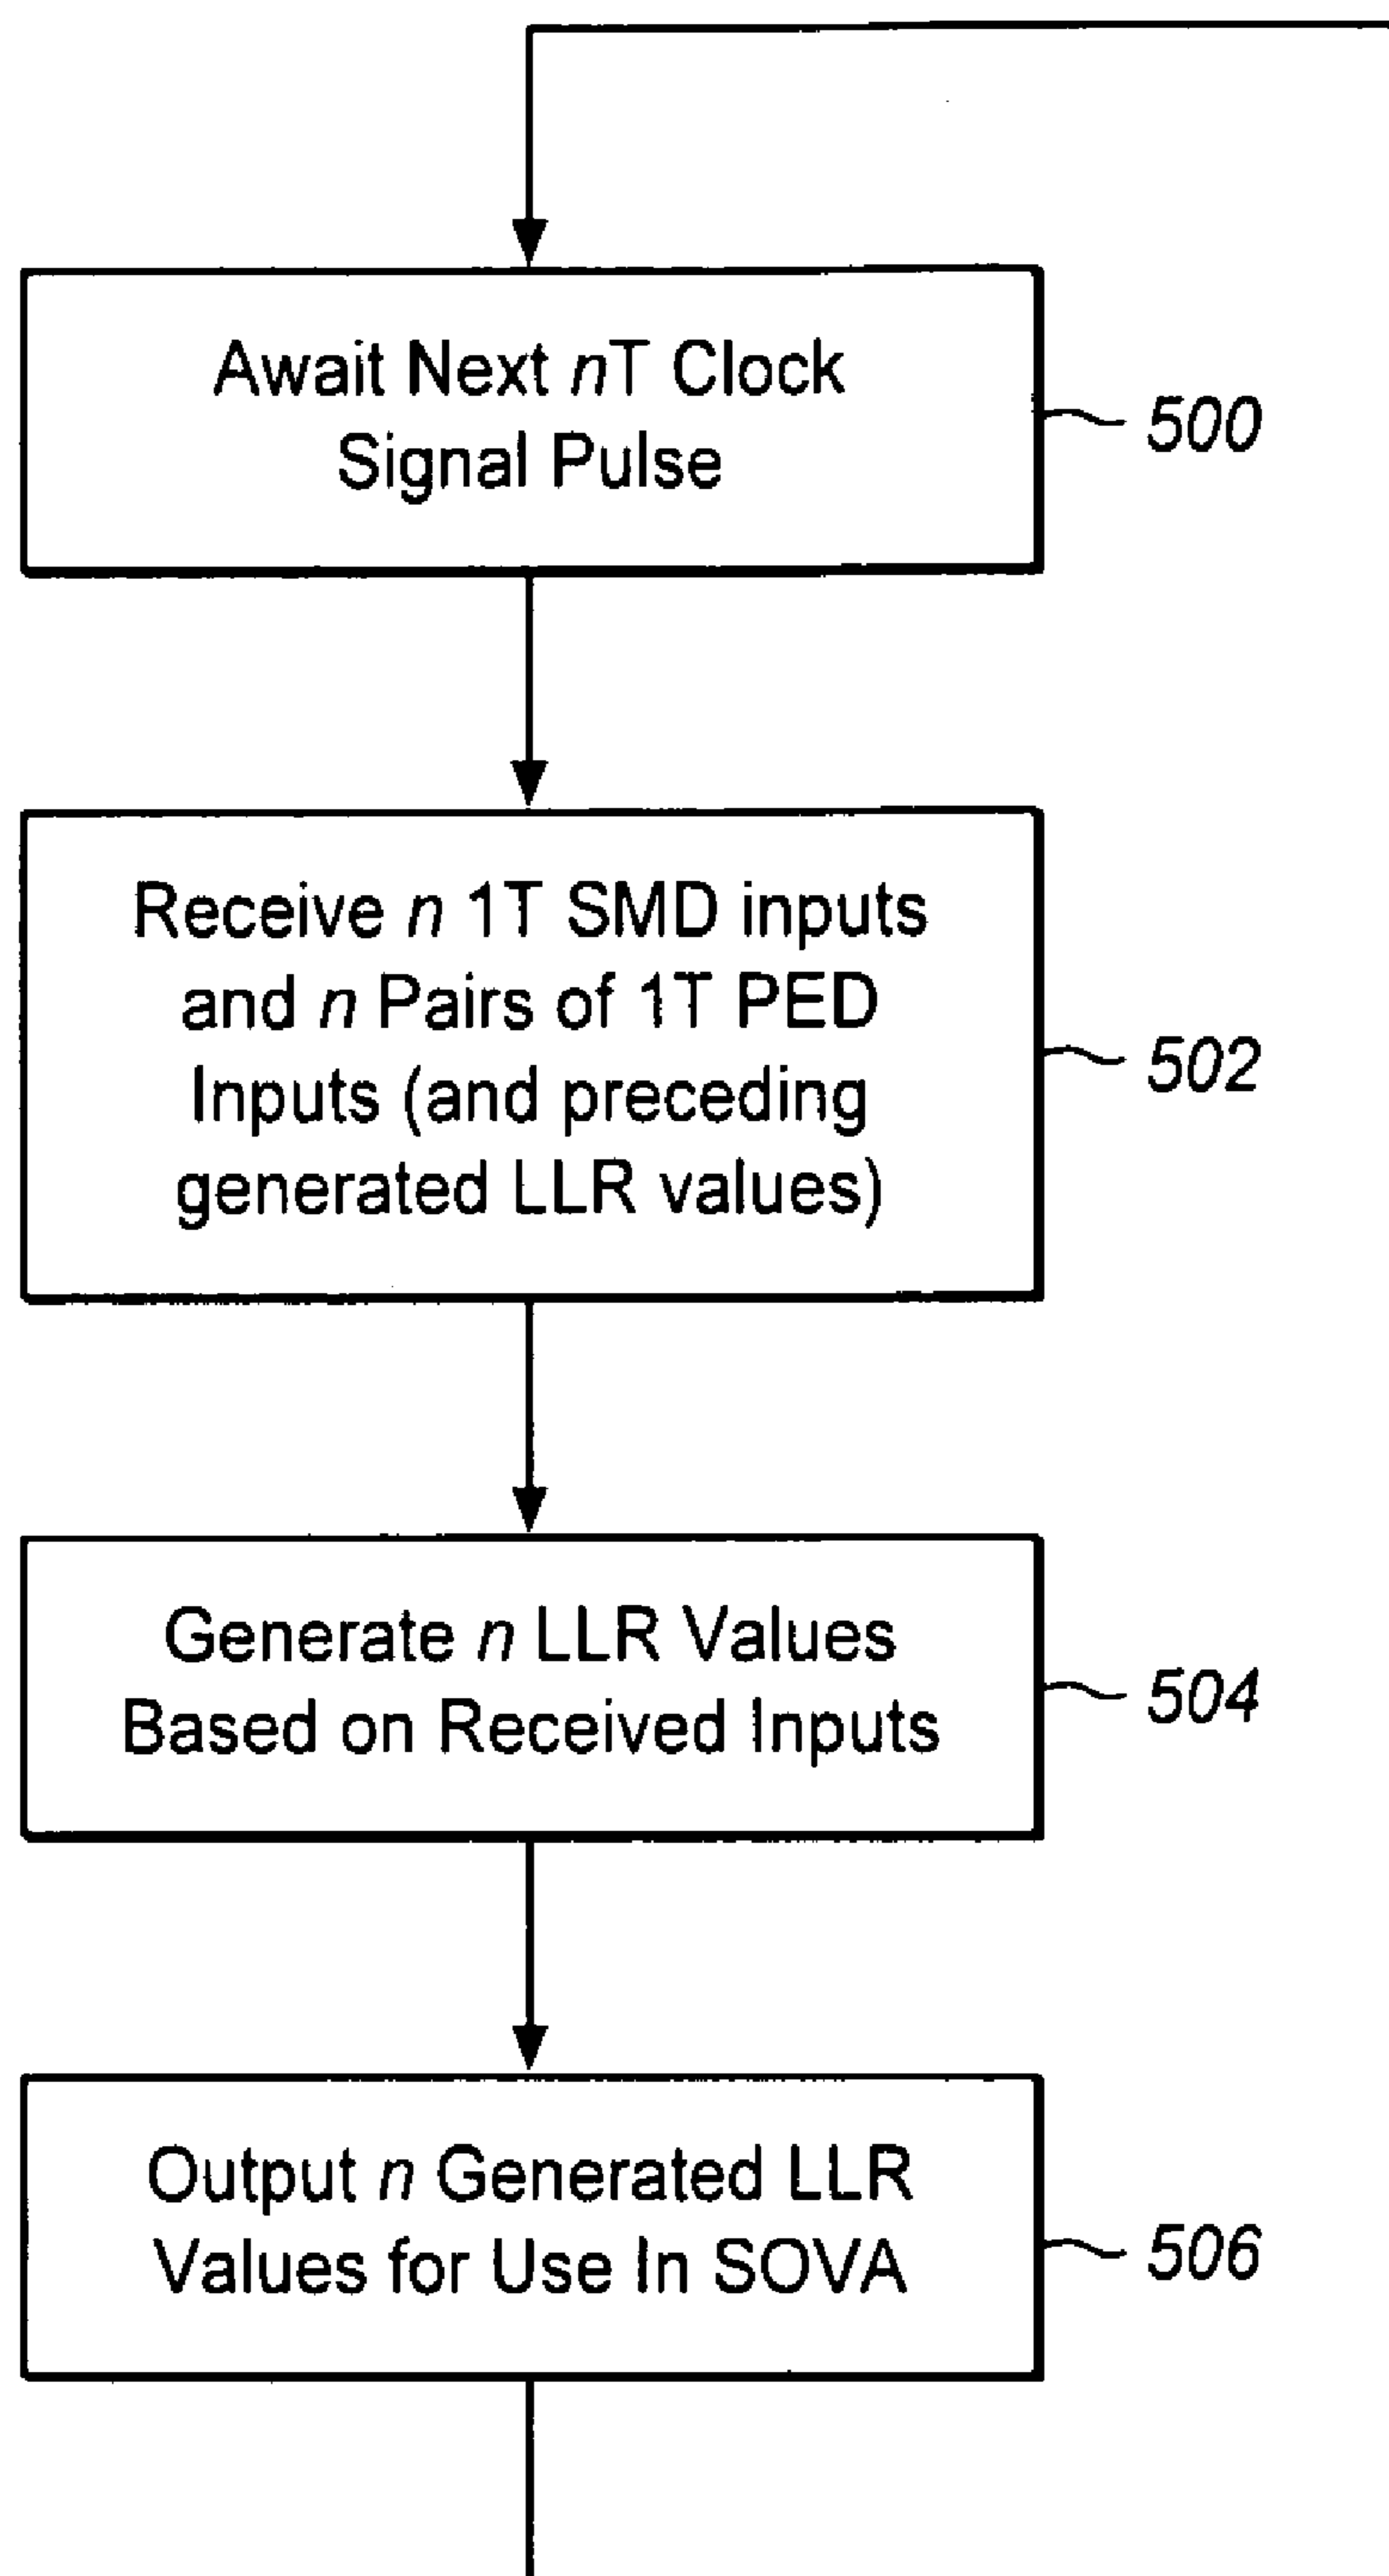 Await Next nT Clock
Signal Pulse
500
Receive n 1T SMD inputs
and n Pairs of 1T PED
Inputs (and preceding
generated LLR values)
502
Generate n LLR Values
Based on Received Inputs
504
Output n Generated LLR
Values for Use In SOVA
506